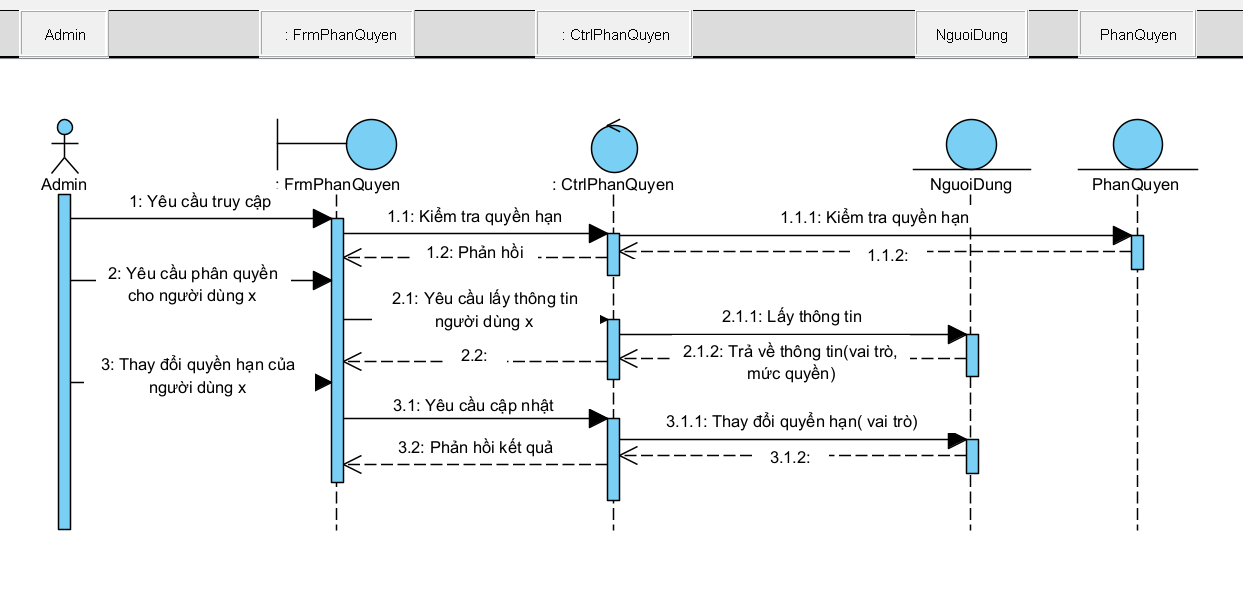 Admin
: FrmPhanQuyen
: CtrlPhanQuyen
NguoiDung
PhanQuyen
Admin
: FrmPhanQuyen
: CtrlPhanQuyen
NguoiDung
PhanQuyen
1: Yêu cầu truy cập
1.1: Kiểm tra quyền hạn
1.1.1: Kiểm tra quyền hạn
1.2: Phản hồi
1.1.2:
2: Yêu cầu phân quyền
cho người dùng x
2.1: Yêu cầu lấy thông tin
người dùng x
2.1.1: Lấy thông tin
2.2:
2.1.2: Trả về thông tin(vai trò,
mức quyền)
3: Thay đổi quyền hạn của
người dùng x
3.1: Yêu cầu cập nhật
3.1.1: Thay đổi quyền hạn( vai trò)
3.2: Phản hồi kết quả
3.1.2: